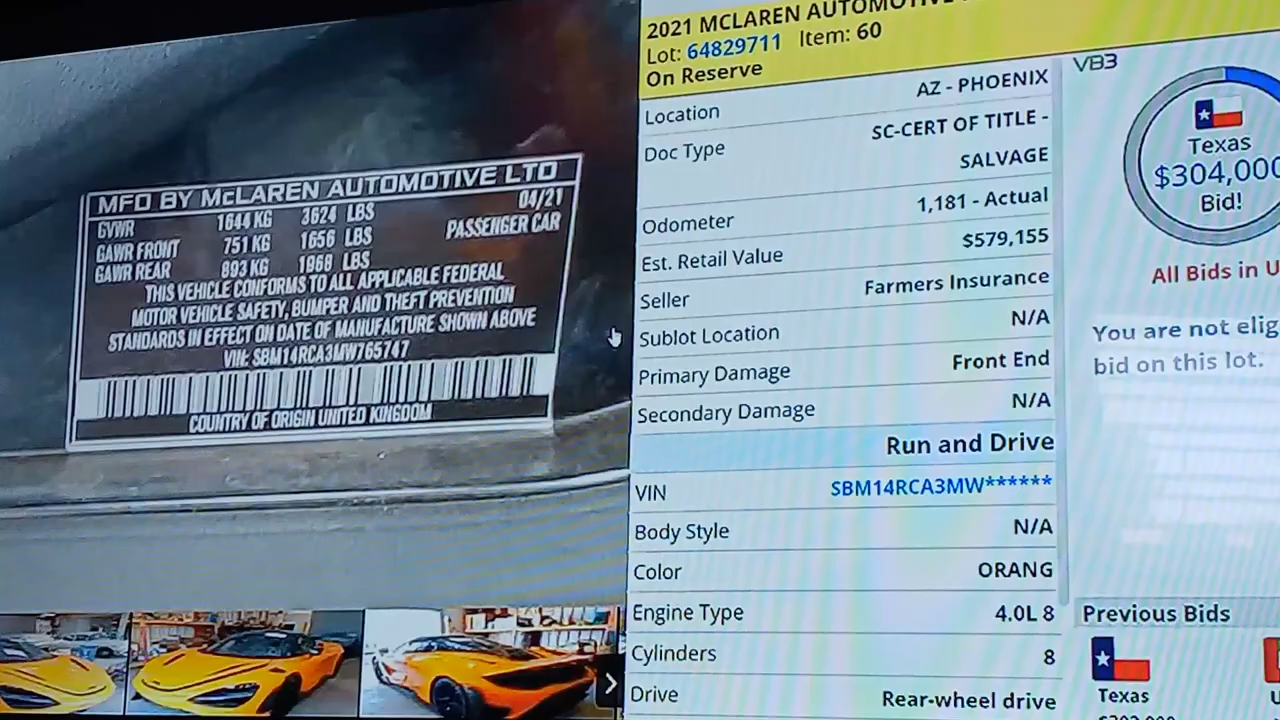 MFD BY McLAREN AUTOMOTIVE LTD
04/21
GVWR 1644 KG 3624 LBS
GAWR FRONT 751 KG 1656 LBS PASSENGER CAR
GAWR REAR 893 KG 1968 LBS
THIS VEHICLE CONFORMS TO ALL APPLICABLE FEDERAL
MOTOR VEHICLE SAFETY, BUMPER AND THEFT PREVENTION
STANDARDS IN EFFECT ON DATE OF MANUFACTURE SHOWN ABOVE
VIN: SBM14RCA3MW765747
COUNTRY OF ORIGIN UNITED KINGDOM
2021 MCLAREN AUTOMOTIVE
Lot: 64829711 Item: 60
On Reserve
Location AZ - PHOENIX
Doc Type SC-CERT OF TITLE -
SALVAGE
Odometer 1,181 - Actual
Est. Retail Value $579,155
Seller Farmers Insurance
Sublot Location N/A
Primary Damage Front End
Secondary Damage N/A
Run and Drive
VIN SBM14RCA3MW******
Body Style N/A
Color ORANG
Engine Type 4.0L 8
Cylinders 8
Drive Rear-wheel drive
VB3
Texas
$304,000
Bid!
All Bids in U
You are not elig
bid on this lot.
Previous Bids
Texas